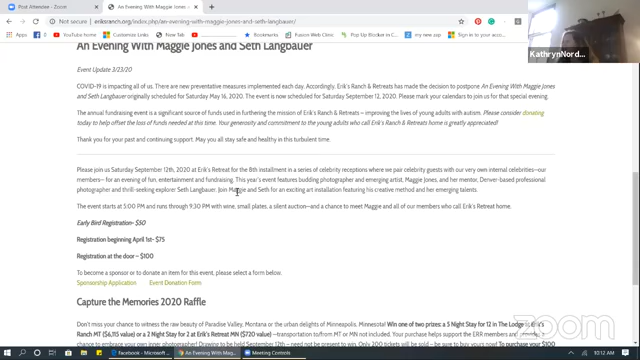 Post Attendee - Zoom
An Evening With Maggie Jones an
Not secure | eriksranch.org/index.php/an-evening-with-maggie-jones-and-seth-langbauer/
Apps
YouTube
Home
Customize Links
Fusion Web Clinic
Pop Up Blocker in C...
my new pap
Imported
Sign in to your acco...
KathrynNord...
An Evening With Maggie Jones and Seth Langbauer
Event Update 3/23/20
COVID-19 is impacting all of us. There are new preventative measures implemented each day. Accordingly, Erik's Ranch & Retreats has made the decision to postpone An Evening with Maggie Jones
and Seth Langbauer originally scheduled for Saturday May 16, 2020. The event is now scheduled for Saturday September 12, 2020. Please mark your calendars to join us for that special evening.
The annual fundraising event is a significant source of funds used in furthering the mission of Erik's Ranch & Retreats – improving the lives of young adults with autism. Please consider donating
today to help offset the loss of funds needed at this time. Your generosity and commitment to the young adults who call Erik's Ranch & Retreats home is greatly appreciated!
Thank you for your past and continuing support. May you all stay safe and healthy in this turbulent time.
Please join us Saturday September 12th, 2020 at Erik's Retreat for the 8th installment in a series of celebrity receptions where we pair celebrity guests with our very own internal celebrities–our
members– for an evening of fun, entertainment and fundraising. This year's event features budding photographer and emerging artist, Maggie Jones, and her mentor, Denver-based professional
photographer and thrill-seeking explorer Seth Langbauer. Join Maggie and Seth for an exciting art installation featuring his creative method and her emerging talents.
The event starts at 5:00 PM and runs through 9:30 PM with wine, small plates, a silent auction– and a chance to meet Maggie and all of our members who call Erik's Retreat home.
Early Bird Registration- $50
Registration beginning April 1st- $75
Registration at the door – $100
To become a sponsor or to donate an item for this event, please select a form below.
Sponsorship Application Event Donation Form
Capture the Memories 2020 Raffle
Don't miss your chance to witness the raw beauty of Paradise Valley, Montana or the urban delights of Minneapolis, Minnesota! Win one of two prizes: a 5 Night Stay for 12 in The Lodge at Erik's
Ranch MT ($6,115 value) or a 2 Night Stay for 2 at Erik's Retreat MN ($720 value) –transportation to/from MT or MN not included. Your purchase helps support the ERR members and
chance to embrace your own inner photographer! Drawing to be held September 12th – need not be present to win. Only 200 tickets will be sold – be sure to buy yours now! To purchase your $100
zoom
Facebook - Microsoft...
An Evening With Mag...
Meeting Controls
10:12 AM